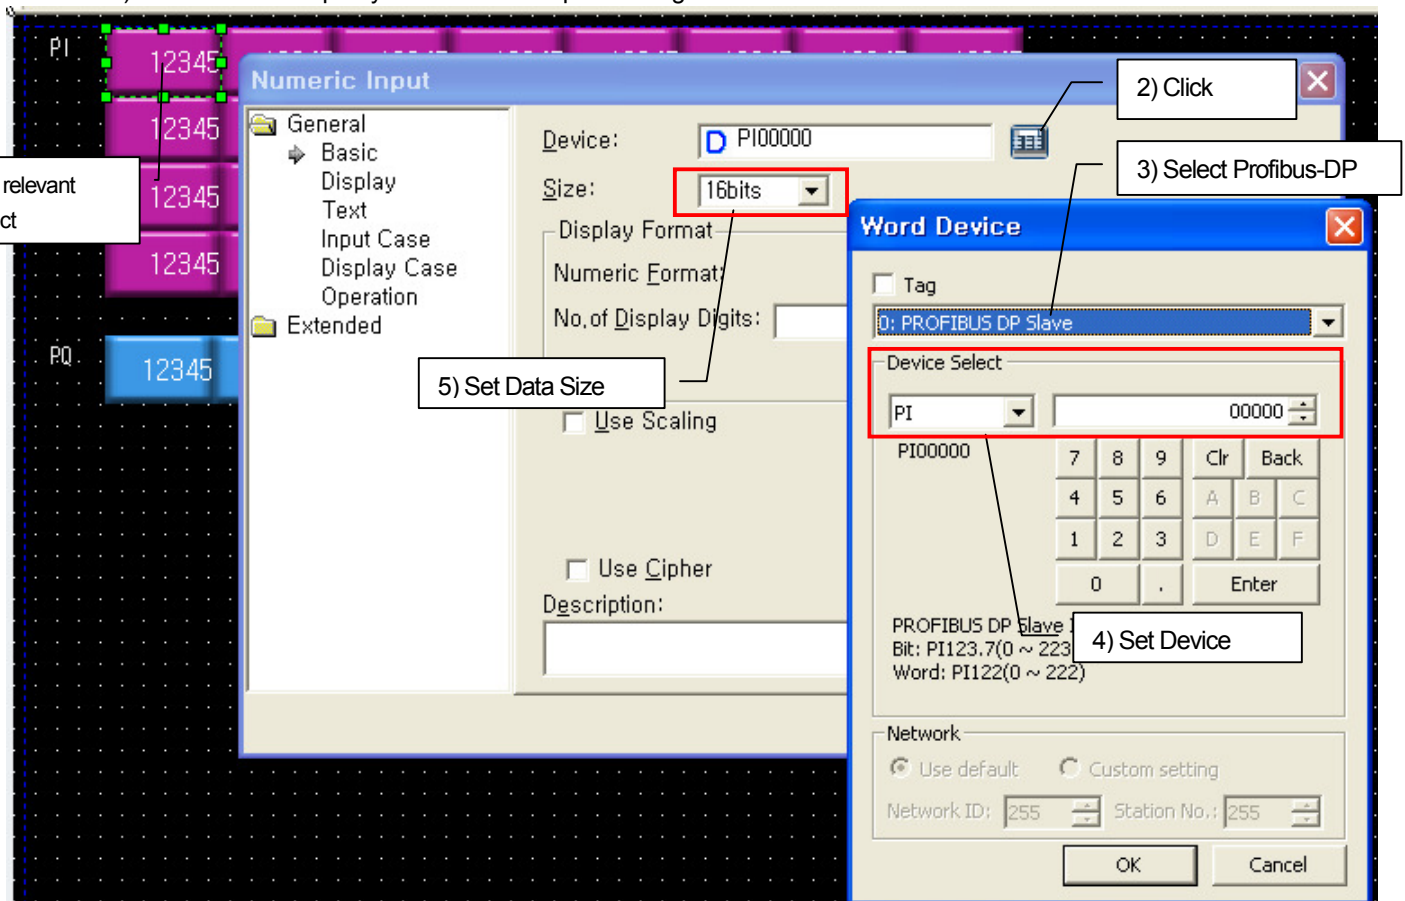 PI
12345
Numeric Input
2) Click
12345
General
Device:
D PI00000
Basic
3) Select Profibus-DP
relevant
Display
Size:
16bits
12345
Text
Display Format
Word Device
Input Case
12345
Display Case
Numeric Format:
Tag
Operation
Extended
No,of Display Digits:
0: PROFIBUS DP Slave
PQ
12345
5) Set Data Size
Device Select
Use Scaling
PI
00000
PI00000
7 8 9 Clr Back
4 5 6 A B C
1 2 3 D E F
0 . Enter
Use Cipher
Description:
PROFIBUS DP Slave
4) Set Device
Bit: PI123.7(0 ~ 223
Word: PI122(0 ~ 222)
Network
Use default
Custom setting
Network ID: 255
Station No.: 255
OK
Cancel